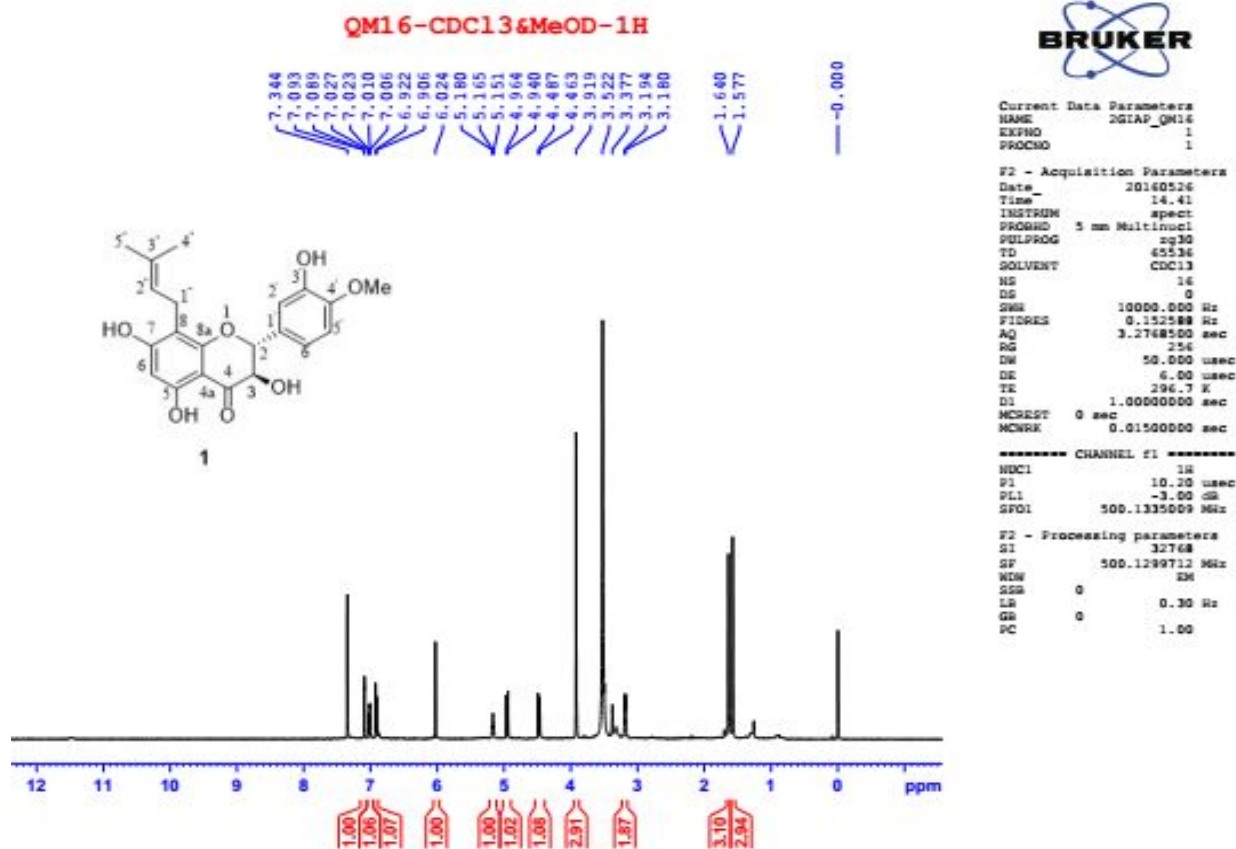 QM16-CDCl3&MeOD-1H
7.344
7.093
7.089
7.027
7.023
7.010
7.006
6.922
6.906
6.024
5.180
5.165
5.151
4.964
4.940
4.487
4.463
3.919
3.522
3.377
3.194
3.180
1.640
1.577
-0.000
BRUKER
Current Data Parameters
NAME 2GIAP_QM16
EXPNO 1
PROCNO 1
F2 - Acquisition Parameters
Date_ 20160526
Time 14.41
INSTRUM spect
PROBHD 5 mm Multinucl
PULPROG zg30
TD 65536
SOLVENT CDCl3
NS 16
DS 0
SWH 10000.000 Hz
FIDRES 0.152588 Hz
AQ 3.2768500 sec
RG 256
DW 50.000 usec
DE 6.00 usec
TE 296.7 K
D1 1.00000000 sec
MCREST 0 sec
MCWRK 0.01500000 sec
======== CHANNEL f1 ========
NUC1 1H
P1 10.20 usec
PL1 -3.00 dB
SFO1 500.1335009 MHz
F2 - Processing parameters
SI 32768
SF 500.1299712 MHz
WDW EM
SSB 0
LB 0.30 Hz
GB 0
PC 1.00
5" 3" 4"
2" 1"
OH
3' 4' OMe
2' 1' 5'
HO 7 8 8a O 1 2 6'
6 5 4a 4 3 OH
OH O
1
12 11 10 9 8 7 6 5 4 3 2 1 0 ppm
1.00
1.06
1.07
1.00
1.00
1.02
1.08
2.91
1.87
3.10
2.94